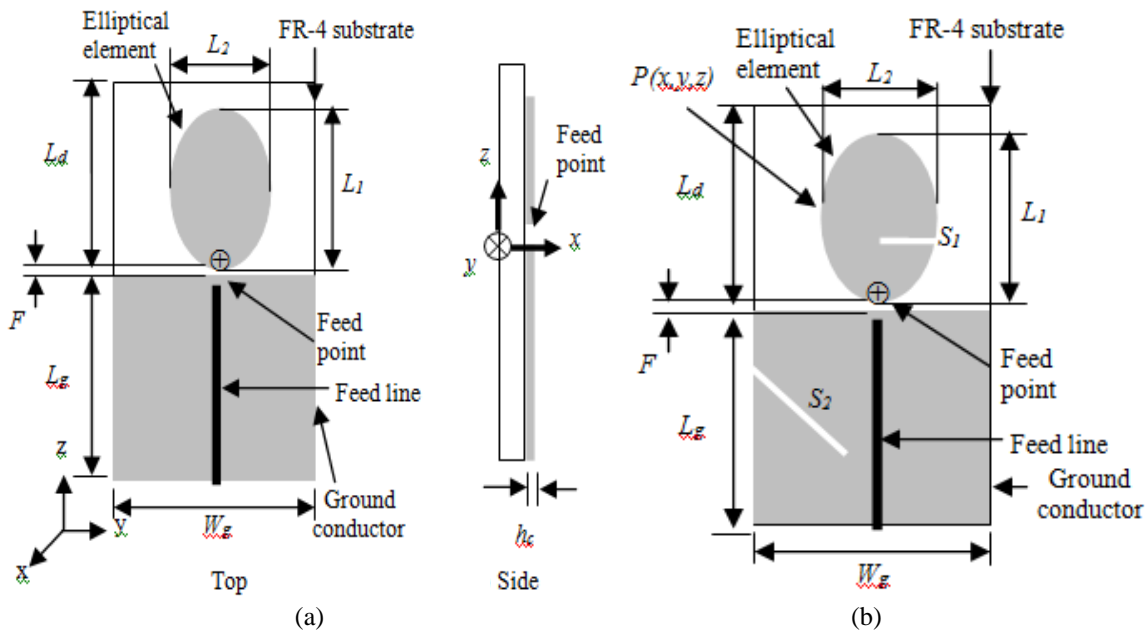 Elliptical
element
L2
FR-4 substrate
Ld
L1
F
Lg
Feed
point
Feed line
Ground
conductor
z
y
x
Wg
Top
z
Feed
point
x
y
hc
Side
(a)
P(x,y,z)
Elliptical
element
L2
FR-4 substrate
Ld
L1
S1
F
Lg
S2
Feed
point
Feed line
Ground
conductor
Wg
(b)